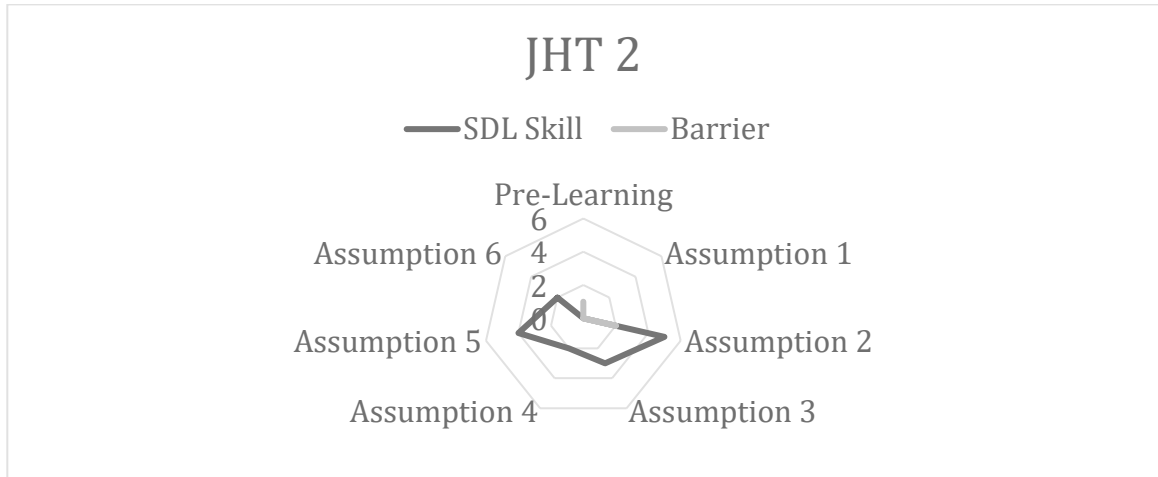 JHT 2
SDL Skill Barrier
Pre-Learning
6
Assumption 6 4 Assumption 1
2
0
Assumption 5 Assumption 2
Assumption 4 Assumption 3